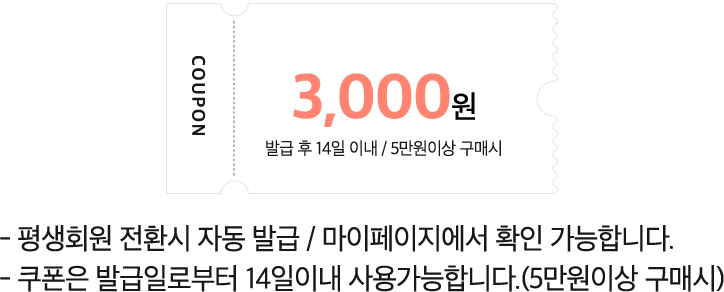 COUPON
3,000원
발급 후 14일 이내 / 5만원이상 구매시
- 평생회원 전환시 자동 발급 / 마이페이지에서 확인 가능합니다.
- 쿠폰은 발급일로부터 14일이내 사용가능합니다.(5만원이상 구매시)